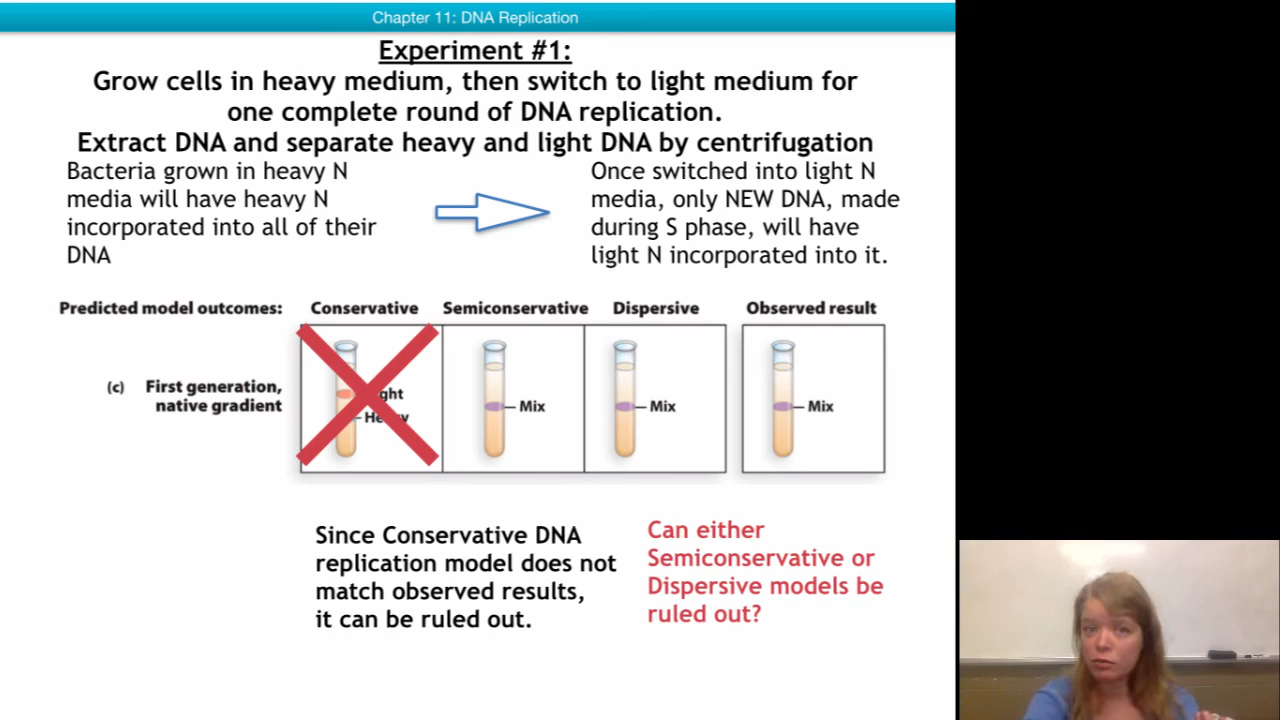 Chapter 11: DNA Replication
Experiment #1:
Grow cells in heavy medium, then switch to light medium for
one complete round of DNA replication.
Extract DNA and separate heavy and light DNA by centrifugation
Bacteria grown in heavy N
media will have heavy N
incorporated into all of their
DNA
Once switched into light N
media, only NEW DNA, made
during S phase, will have
light N incorporated into it.
Predicted model outcomes: Conservative Semiconservative Dispersive Observed result
(c) First generation,
native gradient
Mix
Mix
Mix
Since Conservative DNA
replication model does not
match observed results,
it can be ruled out.
Can either
Semiconservative or
Dispersive models be
ruled out?